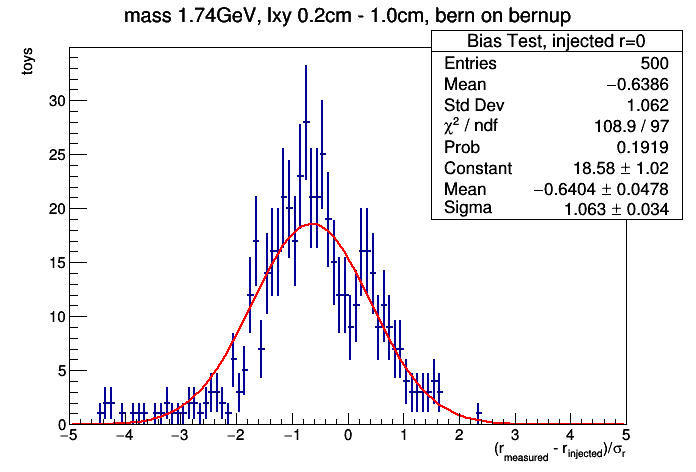 mass 1.74GeV, lxy 0.2cm - 1.0cm, bern on bernup
Bias Test, injected r=0
Entries 500
Mean −0.6386
Std Dev 1.062
χ² / ndf 108.9 / 97
Prob 0.1919
Constant 18.58 ± 1.02
Mean −0.6404 ± 0.0478
Sigma 1.063 ± 0.034
toys
30
25
20
15
10
5
0
−5 −4 −3 −2 −1 0 1 2 3 4 5
(r_measured - r_injected)/σ_r